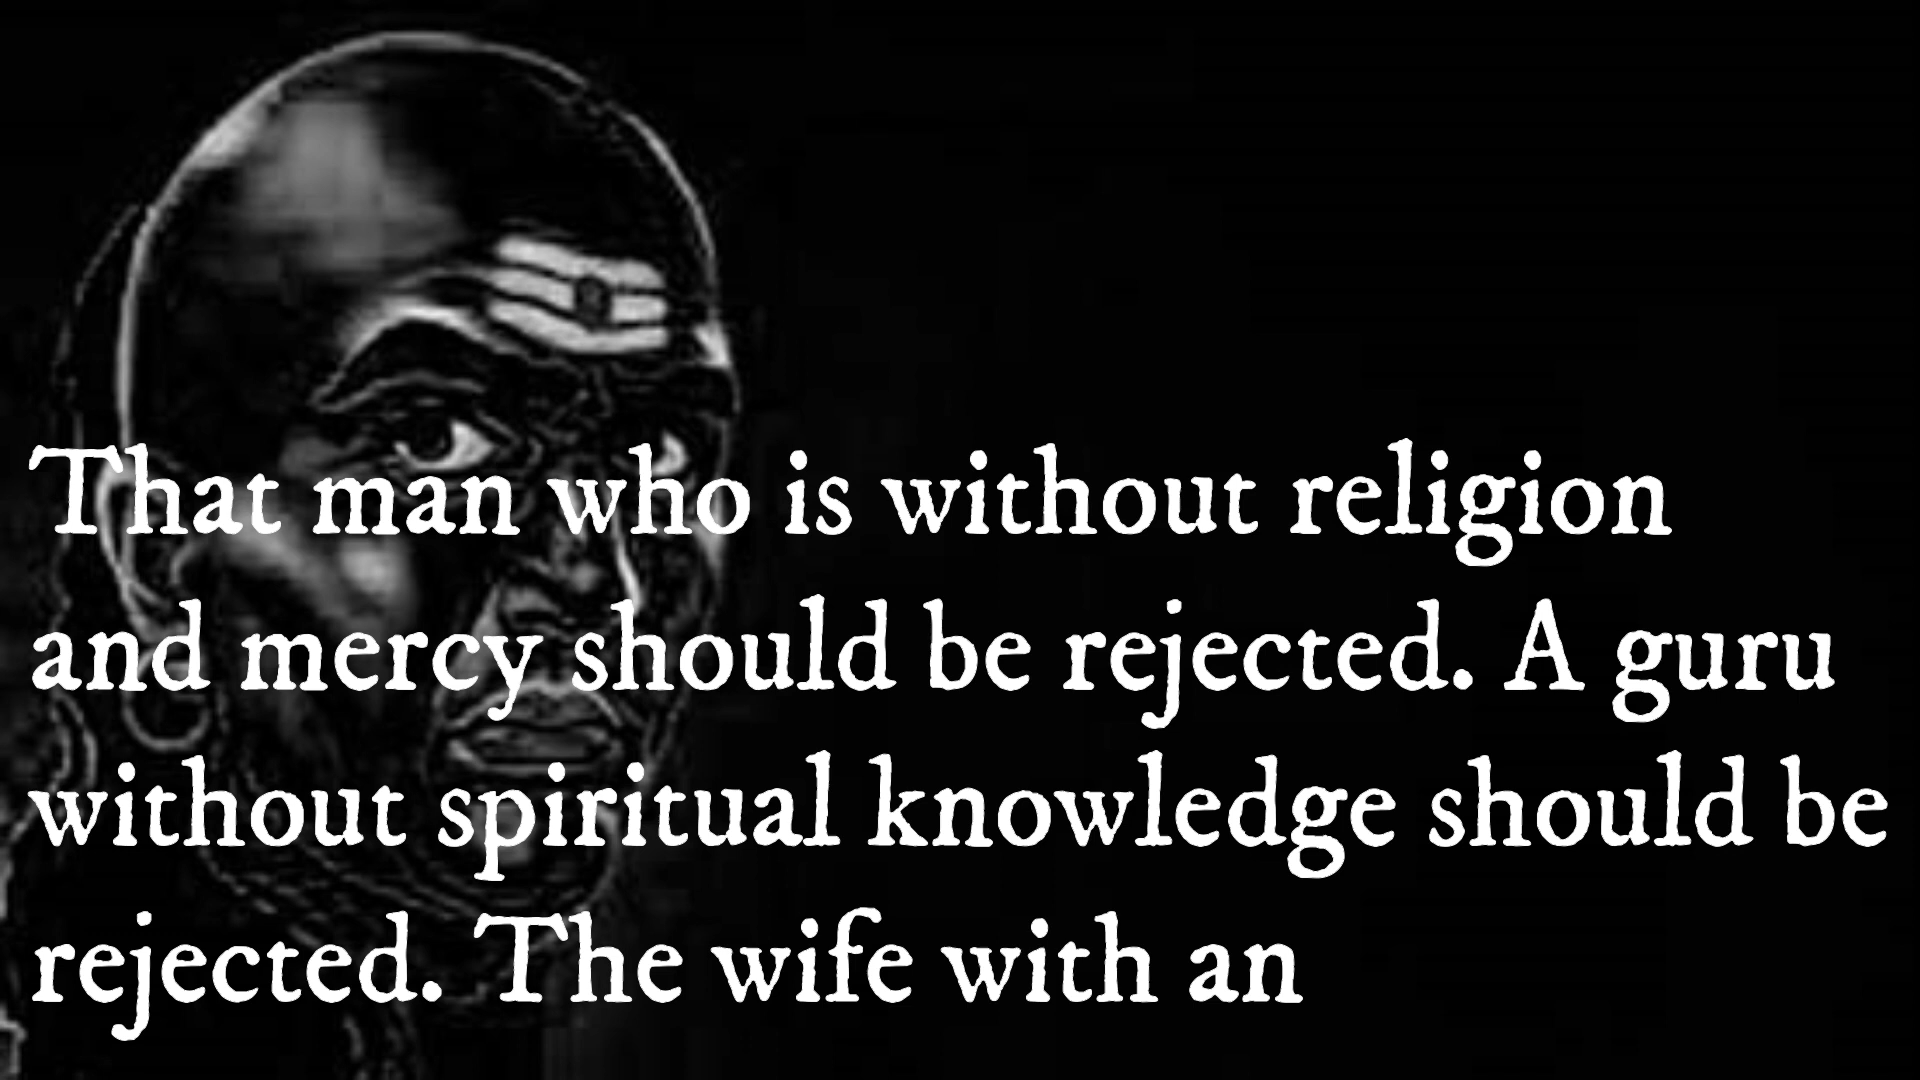 That man who is without religion
and mercy should be rejected. A guru
without spiritual knowledge should be
rejected. The wife with an